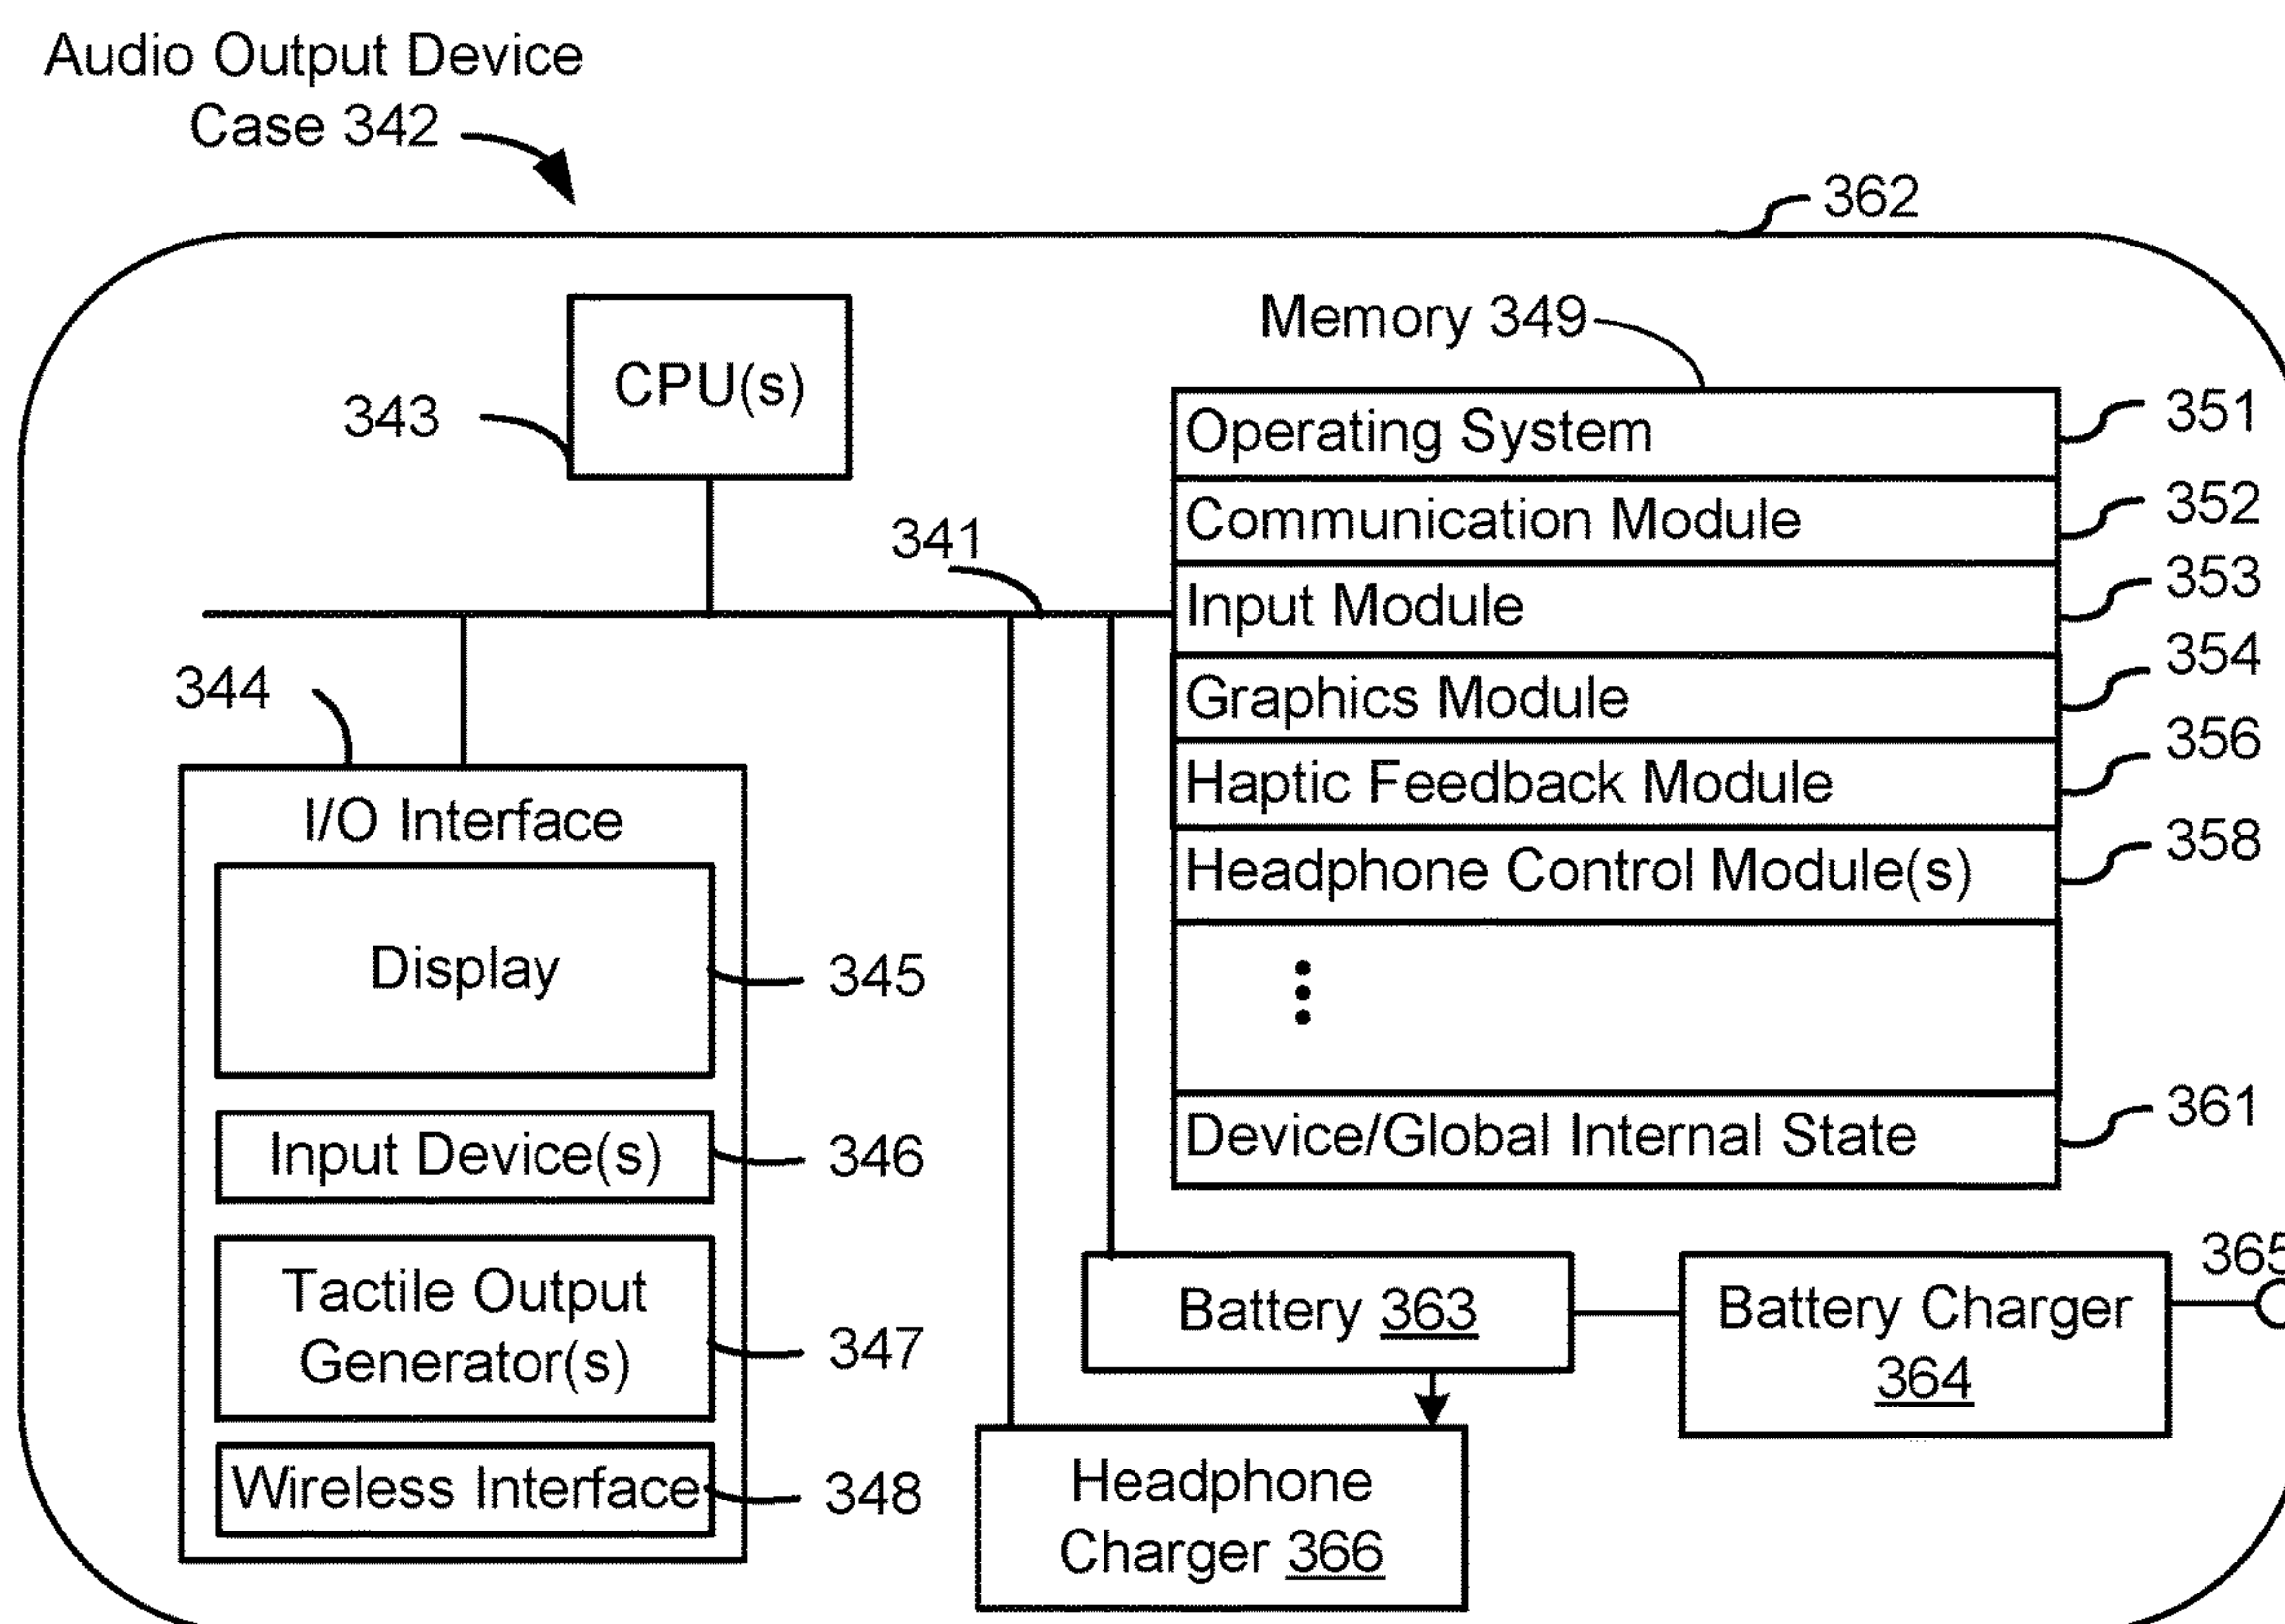 Audio Output Device
Case 342
362
CPU(s)
343
Memory 349
Operating System
351
Communication Module
352
341
Input Module
353
Graphics Module
354
Haptic Feedback Module
356
Headphone Control Module(s)
358
Device/Global Internal State
361
344
I/O Interface
Display
345
Input Device(s)
346
Tactile Output
Generator(s)
347
Wireless Interface
348
Battery 363
Battery Charger
364
365
Headphone
Charger 366